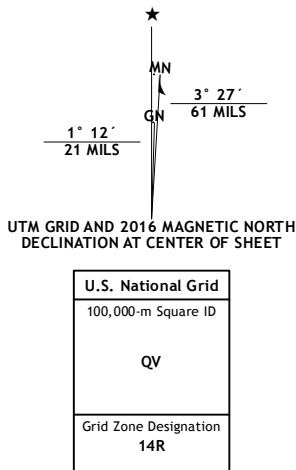 ★
MN
GN
3° 27´
61 MILS
1° 12´
21 MILS
UTM GRID AND 2016 MAGNETIC NORTH
DECLINATION AT CENTER OF SHEET
U.S. National Grid
100,000-m Square ID
QV
Grid Zone Designation
14R